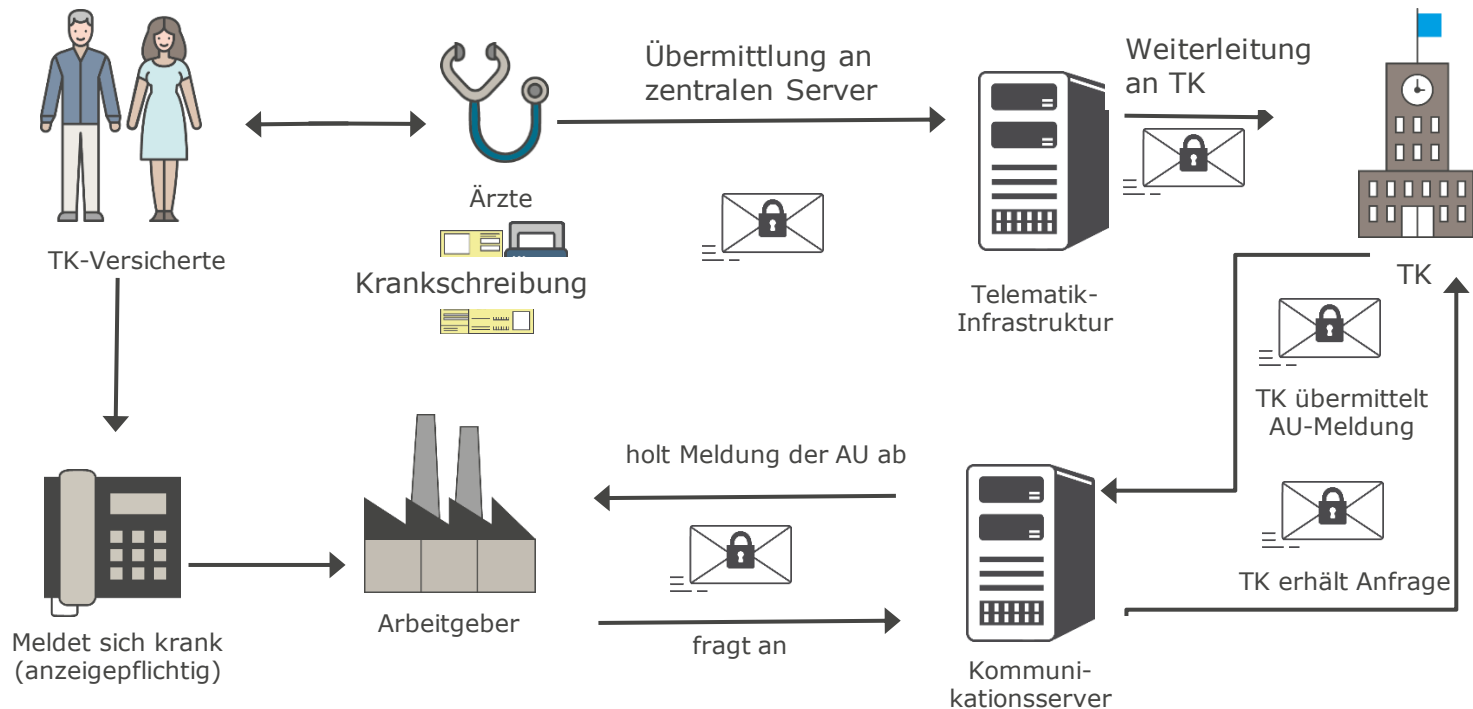 Übermittlung an
zentralen Server
Weiterleitung
an TK
Ärzte
TK-Versicherte
Krankschreibung
Telematik-
Infrastruktur
TK
TK übermittelt
AU-Meldung
holt Meldung der AU ab
TK erhält Anfrage
Arbeitgeber
fragt an
Meldet sich krank
(anzeigepflichtig)
Kommuni-
kationsserver